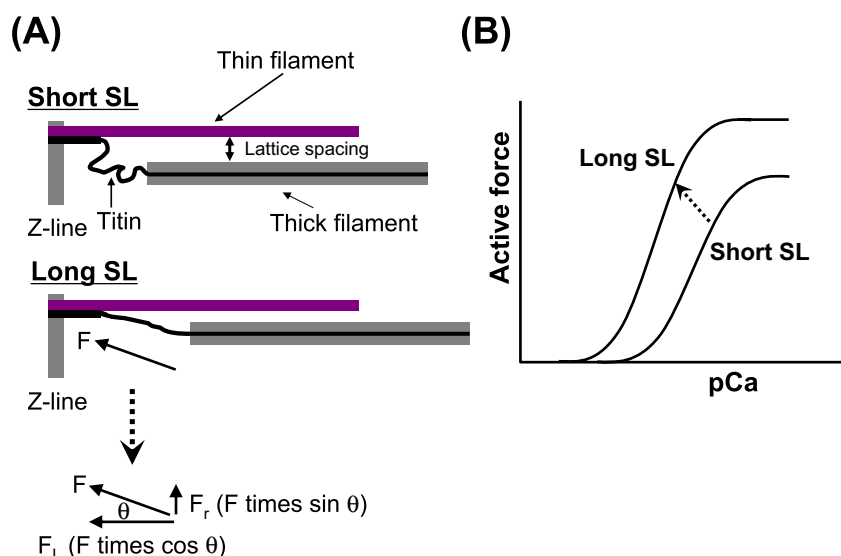 (A)
Thin filament
Short SL
Lattice spacing
Titin
Thick filament
Z-line
Long SL
F
Z-line
F
θ
Fr (F times sin θ)
FL (F times cos θ)
(B)
Active force
Long SL
Short SL
pCa